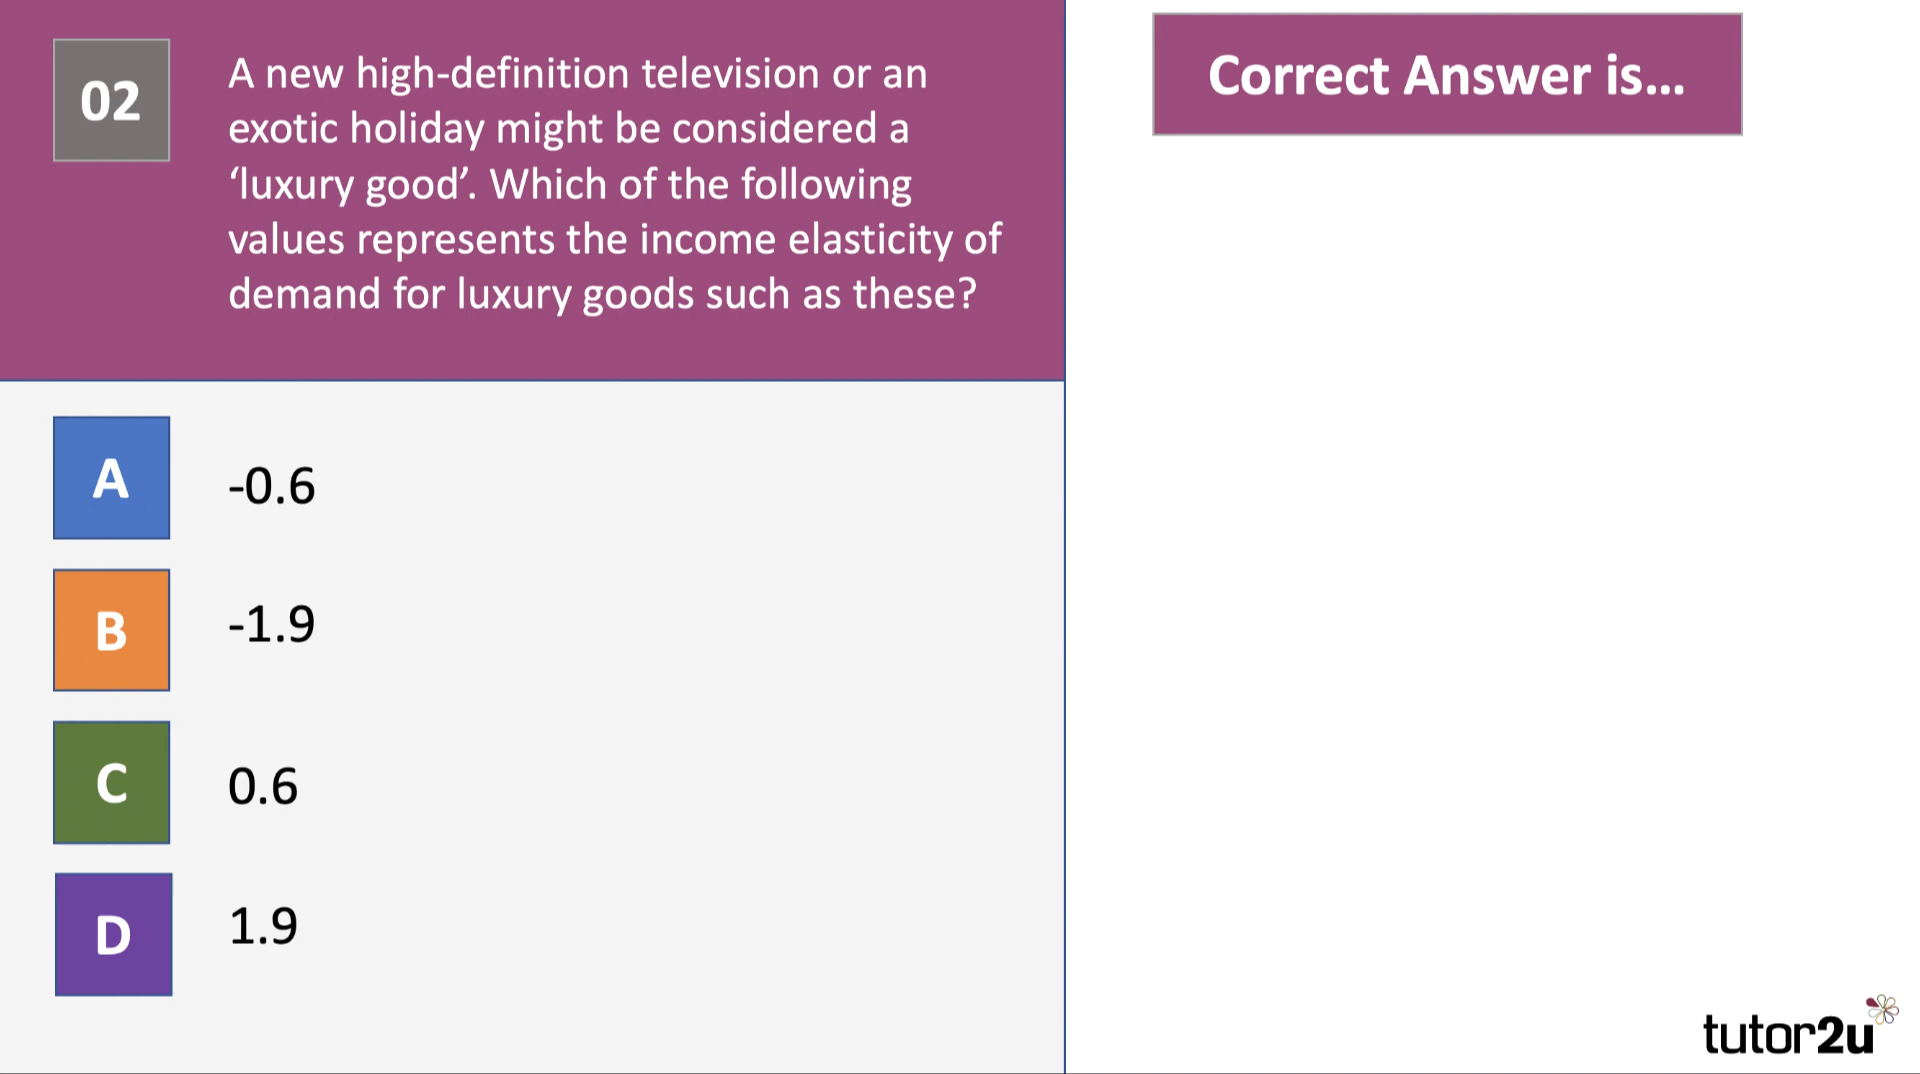 02
A new high-definition television or an
exotic holiday might be considered a
‘luxury good’. Which of the following
values represents the income elasticity of
demand for luxury goods such as these?
A
-0.6
B
-1.9
C
0.6
D
1.9
Correct Answer is...
tutor2u